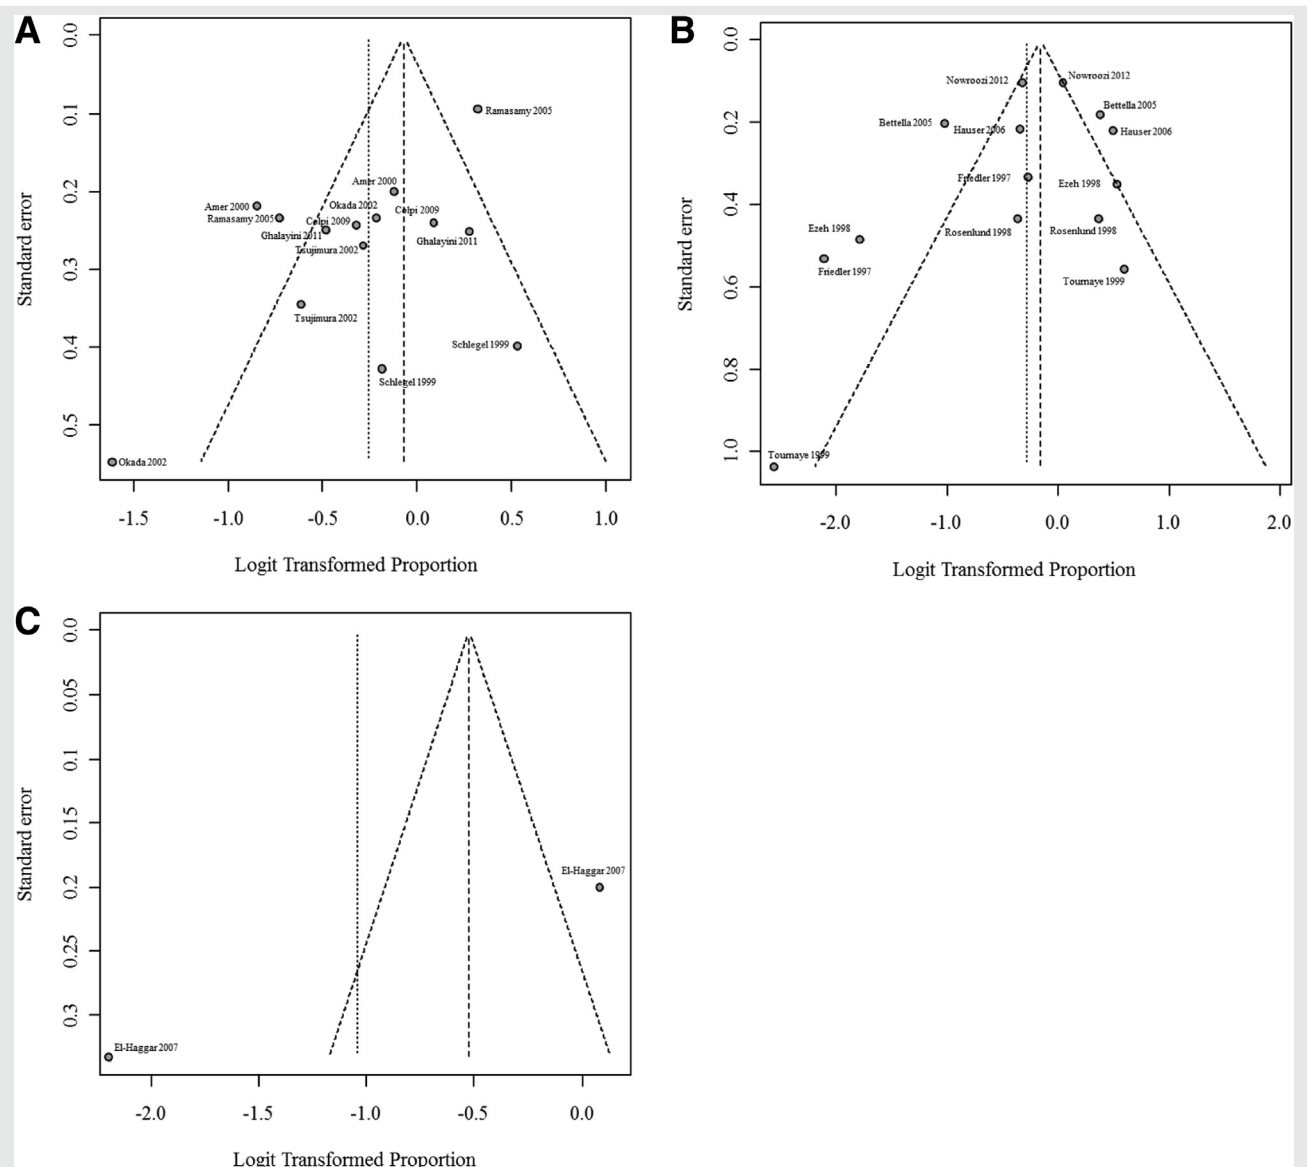 A
0.0
0.1
0.2
0.3
0.4
0.5
Standard error
Ramasamy 2005
Amer 2000
Amer 2000
Okada 2002
Colpi 2009
Ramasamy 2005
Colpi 2009
Ghalayini 2011
Ghalayini 2011
Tsujimura 2002
Tsujimura 2002
Schlegel 1999
Schlegel 1999
Okada 2002
-1.5 -1.0 -0.5 0.0 0.5 1.0
Logit Transformed Proportion
B
0.0
0.2
0.4
0.6
0.8
1.0
Standard error
Nowroozi 2012
Nowroozi 2012
Bettella 2005
Bettella 2005
Hauser 2006
Hauser 2006
Friedler 1997
Ezeh 1998
Ezeh 1998
Rosenlund 1998
Rosenlund 1998
Friedler 1997
Tournaye 1999
Tournaye 1999
-2.0 -1.0 0.0 1.0 2.0
Logit Transformed Proportion
C
0.0
0.05
0.1
0.15
0.2
0.25
0.3
Standard error
El-Haggar 2007
El-Haggar 2007
-2.0 -1.5 -1.0 -0.5 0.0
Logit Transformed Proportion